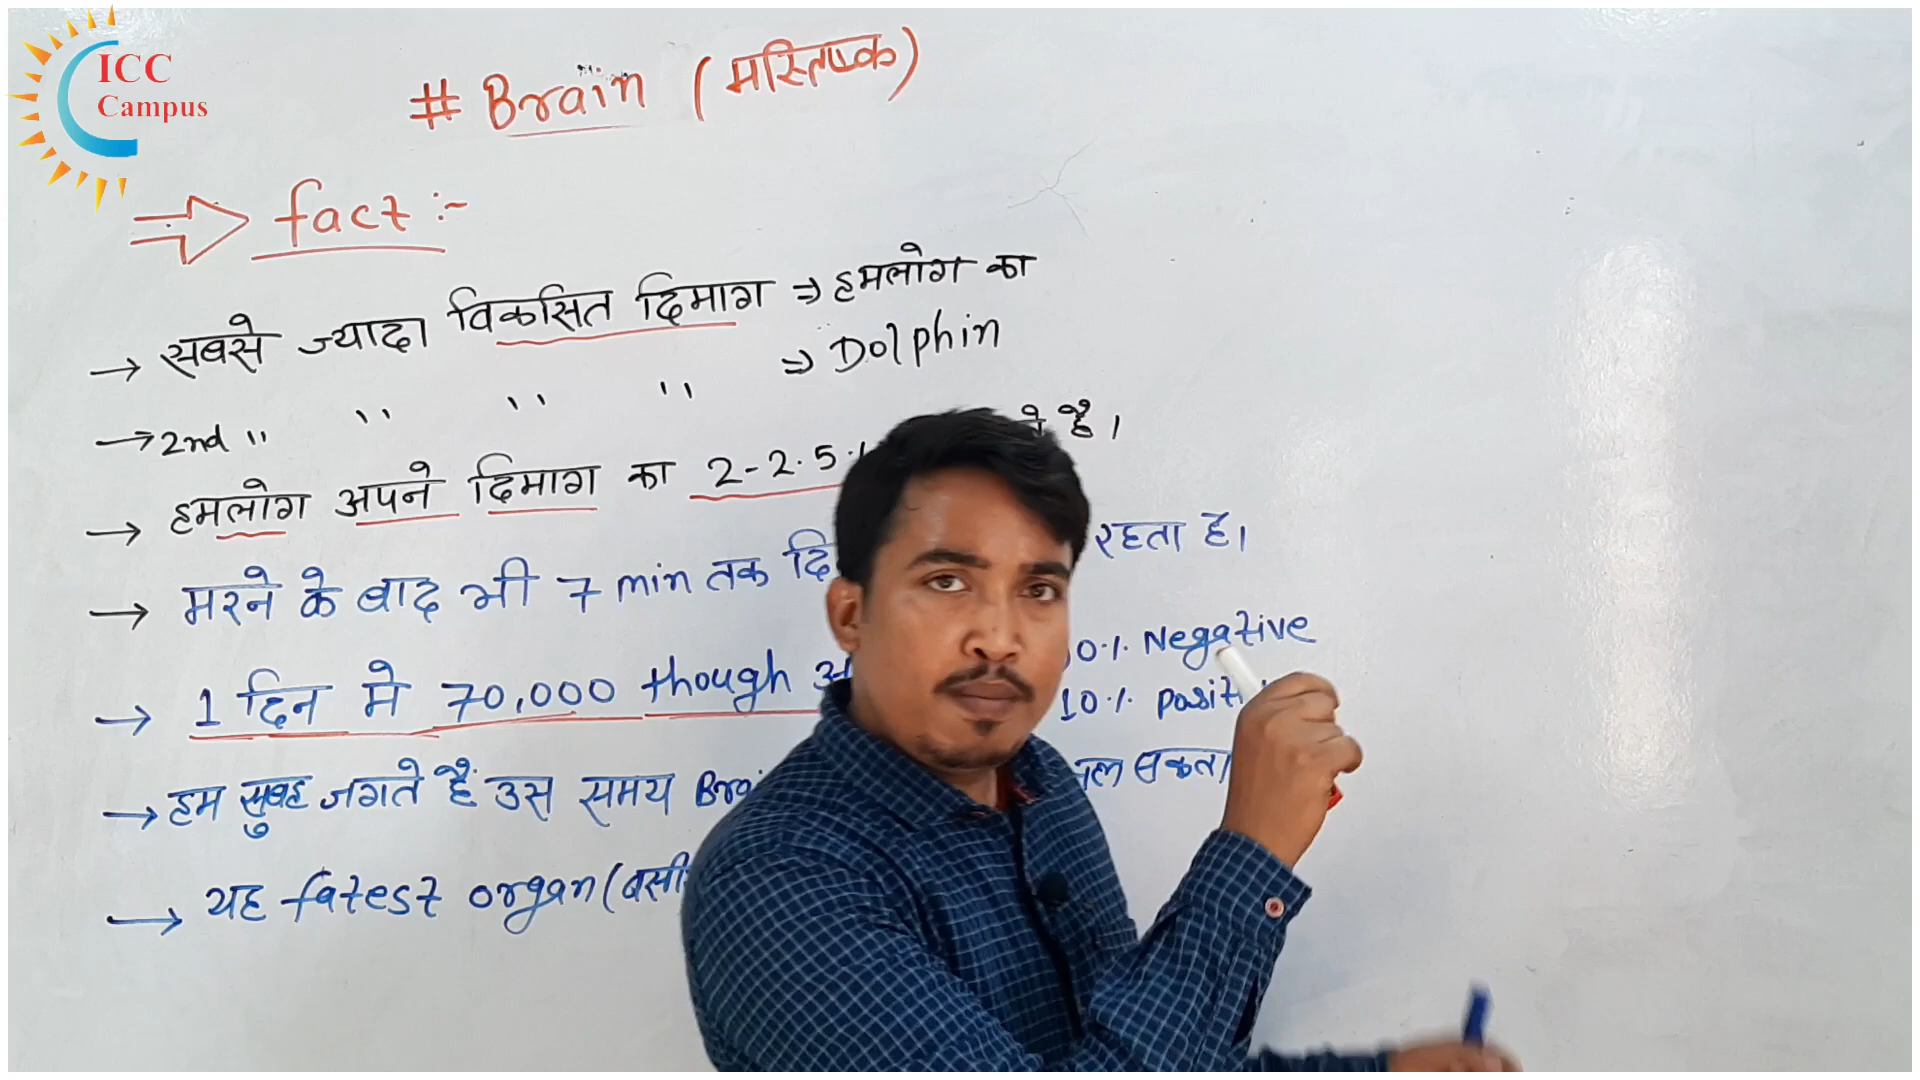 ICC
Campus
# Brain (मस्तिष्क)
fact :-
→ सबसे ज्यादा विकसित दिमाग ⇒ हमलोग का
→ 2nd " " " " ⇒ Dolphin
→ हमलोग अपने दिमाग का 2-2.5 है।
→ मरने के बाद भी 7 min तक रहता है।
→ 1 दिन मे 70,000 though 0% Negative
10%
→ हम सुबह जगते हैं उस समय सकता
→ यह fatest organ (